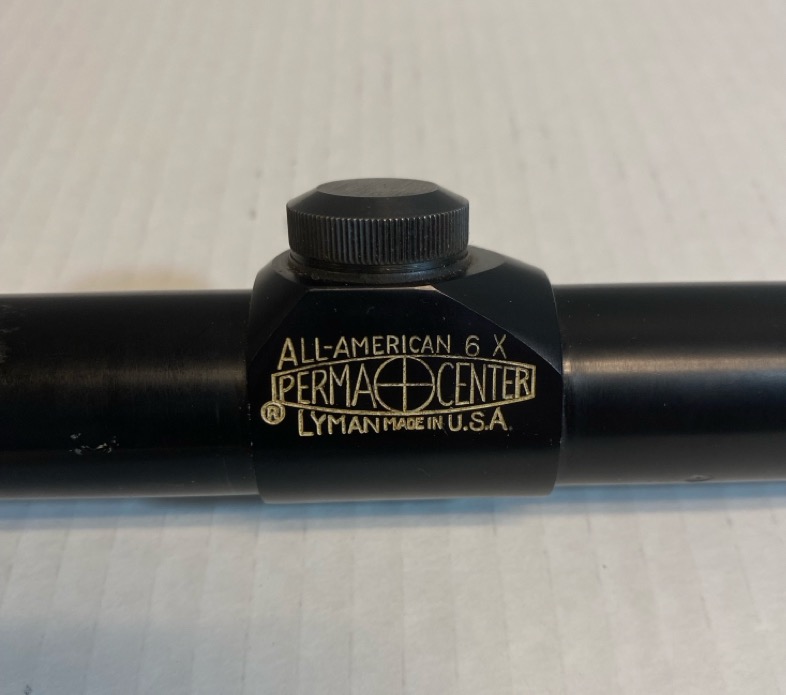 ALL-AMERICAN 6 X
PERMA CENTER
® LYMAN MADE IN U.S.A.